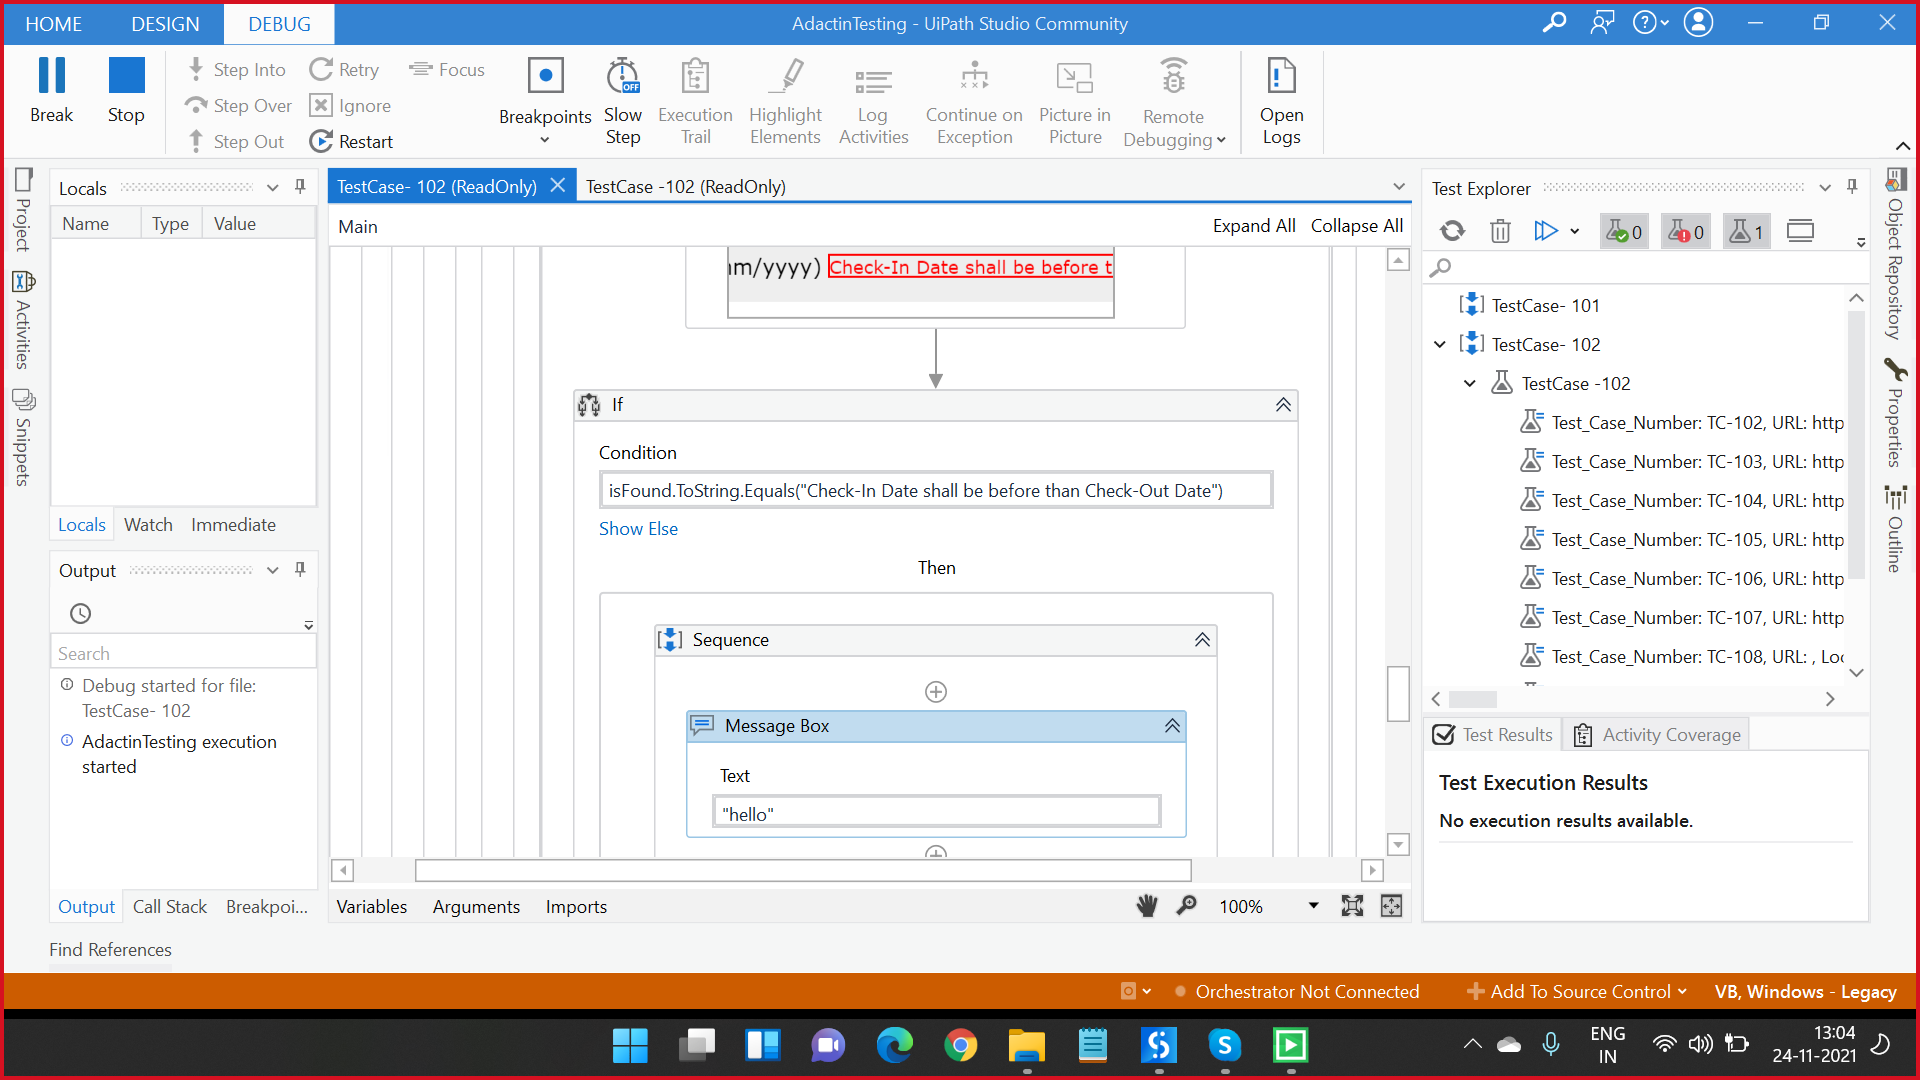 HOME DESIGN DEBUG AdactinTesting - UiPath Studio Community
Break
Stop
Step Into
Step Over
Step Out
Retry
Ignore
Restart
Focus
Breakpoints
Slow
Step
OFF
Execution
Trail
Highlight
Elements
Log
Activities
Continue on
Exception
Picture in
Picture
Remote
Debugging
Open
Logs
Project
Activities
Snippets
Locals
Name Type Value
Locals Watch Immediate
Output
Search
Debug started for file:
TestCase- 102
AdactinTesting execution
started
Output Call Stack Breakpoi...
Find References
TestCase- 102 (ReadOnly) TestCase -102 (ReadOnly)
Main Expand All Collapse All
m/yyyy) Check-In Date shall be before t
If
Condition
isFound.ToString.Equals("Check-In Date shall be before than Check-Out Date")
Show Else
Then
Sequence
Message Box
Text
"hello"
Variables Arguments Imports 100%
Test Explorer
0 0 1
TestCase- 101
TestCase- 102
TestCase -102
Test_Case_Number: TC-102, URL: http
Test_Case_Number: TC-103, URL: http
Test_Case_Number: TC-104, URL: http
Test_Case_Number: TC-105, URL: http
Test_Case_Number: TC-106, URL: http
Test_Case_Number: TC-107, URL: http
Test_Case_Number: TC-108, URL: , Loc
Test Results Activity Coverage
Test Execution Results
No execution results available.
Object Repository
Properties
Outline
Orchestrator Not Connected Add To Source Control VB, Windows - Legacy
ENG
IN
13:04
24-11-2021